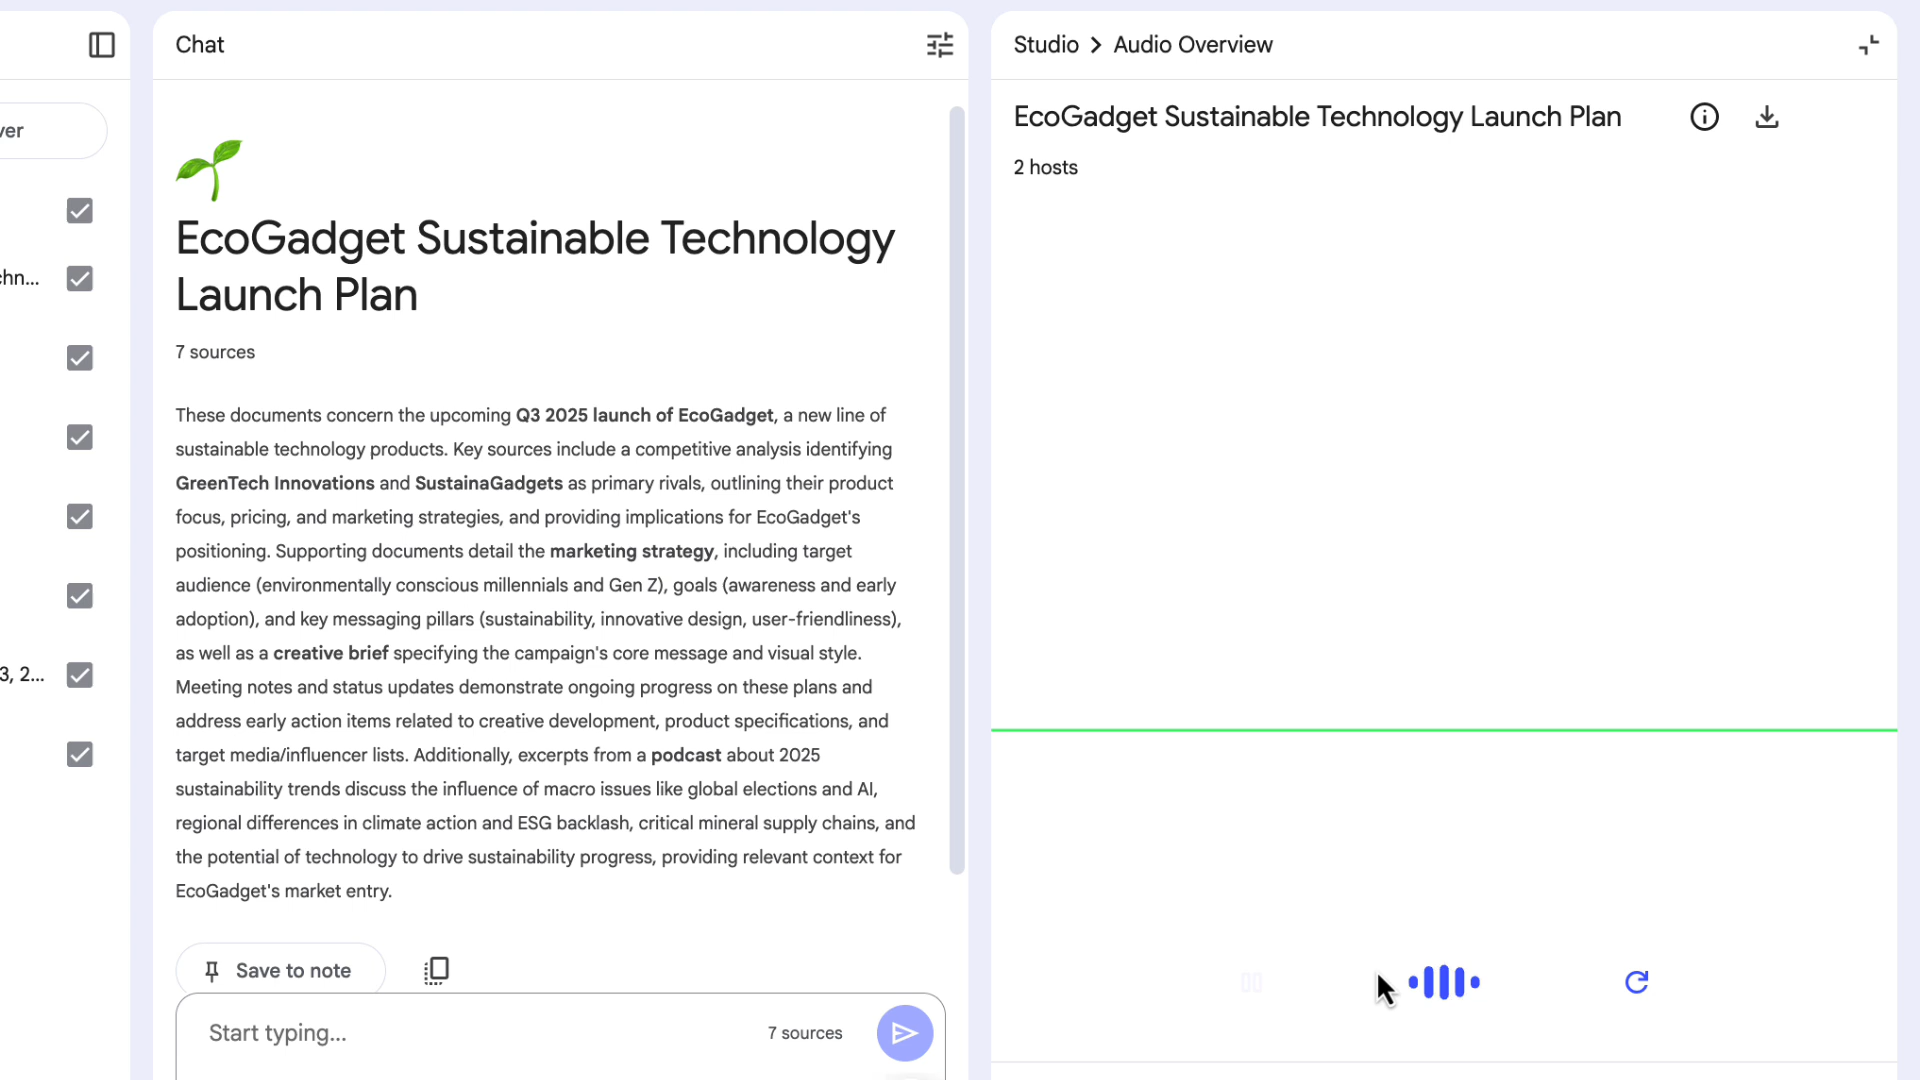 ver
chn...
3, 2...
Chat
EcoGadget Sustainable Technology
Launch Plan
7 sources
These documents concern the upcoming Q3 2025 launch of EcoGadget, a new line of
sustainable technology products. Key sources include a competitive analysis identifying
GreenTech Innovations and SustainaGadgets as primary rivals, outlining their product
focus, pricing, and marketing strategies, and providing implications for EcoGadget's
positioning. Supporting documents detail the marketing strategy, including target
audience (environmentally conscious millennials and Gen Z), goals (awareness and early
adoption), and key messaging pillars (sustainability, innovative design, user-friendliness),
as well as a creative brief specifying the campaign's core message and visual style.
Meeting notes and status updates demonstrate ongoing progress on these plans and
address early action items related to creative development, product specifications, and
target media/influencer lists. Additionally, excerpts from a podcast about 2025
sustainability trends discuss the influence of macro issues like global elections and AI,
regional differences in climate action and ESG backlash, critical mineral supply chains, and
the potential of technology to drive sustainability progress, providing relevant context for
EcoGadget's market entry.
Save to note
Start typing...
7 sources
Studio > Audio Overview
EcoGadget Sustainable Technology Launch Plan
2 hosts